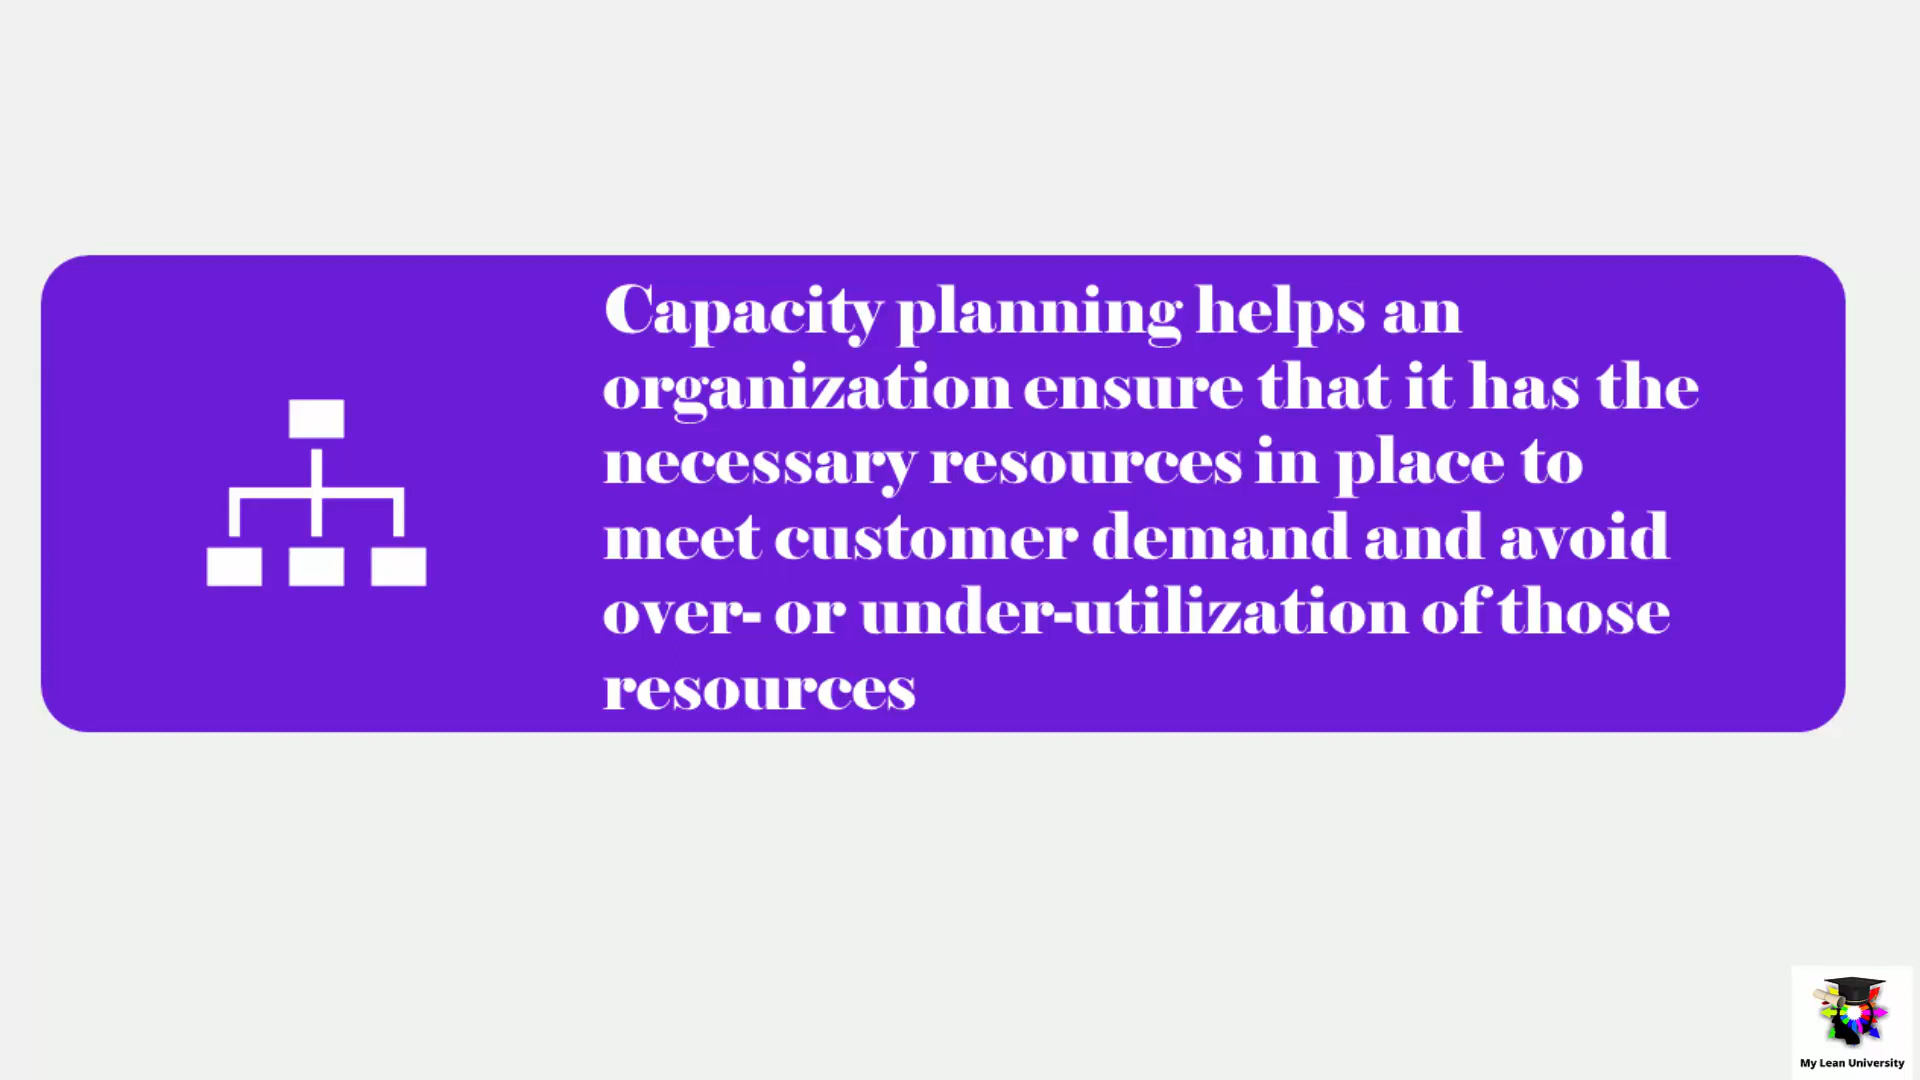 Capacity planning helps an
organization ensure that it has the
necessary resources in place to
meet customer demand and avoid
over- or under-utilization of those
resources
My Lean University